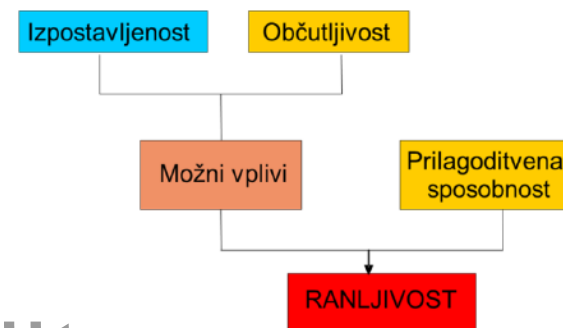 Izpostavljenost
Občutljivost
Možni vplivi
Prilagoditvena
sposobnost
RANLJIVOST